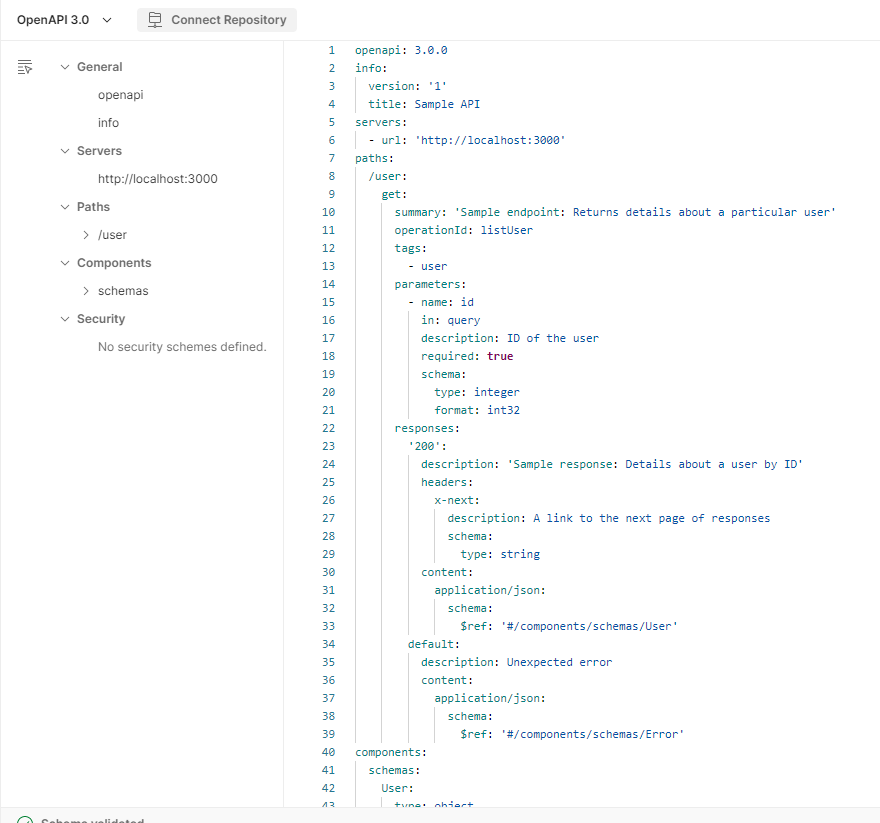 OpenAPI 3.0
Connect Repository
General
openapi
info
Servers
http://localhost:3000
Paths
/user
Components
schemas
Security
No security schemes defined.
1 openapi: 3.0.0
2 info:
3   version: '1'
4   title: Sample API
5 servers:
6   - url: 'http://localhost:3000'
7 paths:
8   /user:
9     get:
10       summary: 'Sample endpoint: Returns details about a particular user'
11       operationId: listUser
12       tags:
13         - user
14       parameters:
15         - name: id
16           in: query
17           description: ID of the user
18           required: true
19           schema:
20             type: integer
21             format: int32
22       responses:
23         '200':
24           description: 'Sample response: Details about a user by ID'
25           headers:
26             x-next:
27               description: A link to the next page of responses
28               schema:
29                 type: string
30           content:
31             application/json:
32               schema:
33                 $ref: '#/components/schemas/User'
34         default:
35           description: Unexpected error
36           content:
37             application/json:
38               schema:
39                 $ref: '#/components/schemas/Error'
40 components:
41   schemas:
42     User:
43       type: object
Schema validated